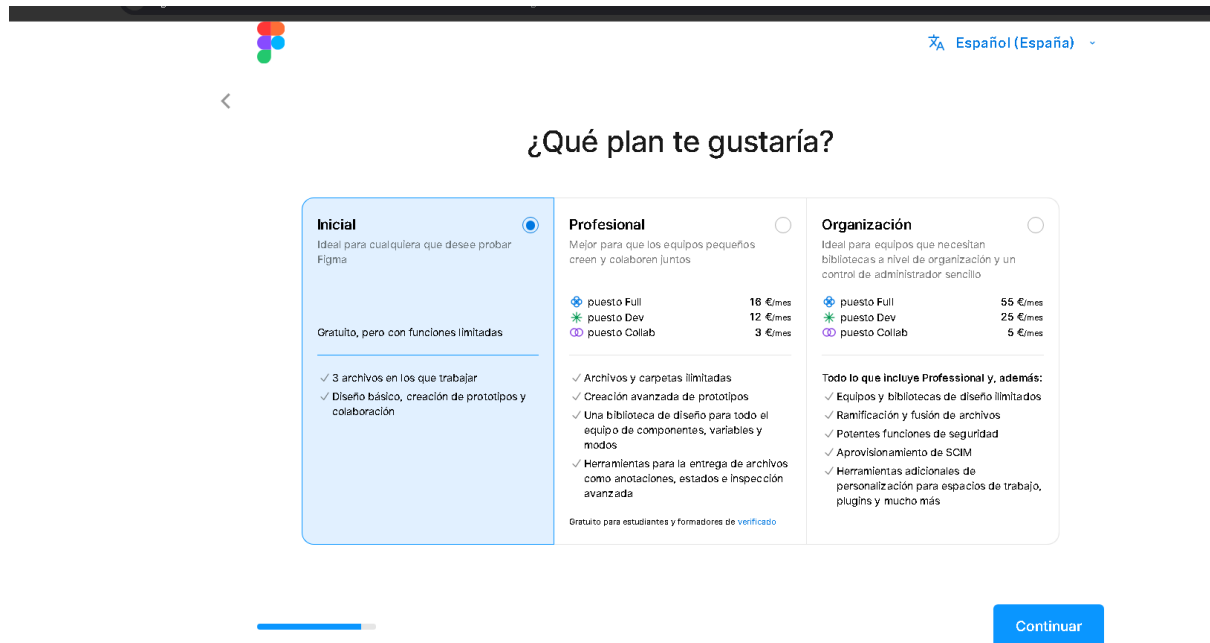 Español (España)
¿Qué plan te gustaría?
Inicial
Ideal para cualquiera que desee probar
Figma
Gratuito, pero con funciones limitadas
3 archivos en los que trabajar
Diseño básico, creación de prototipos y
colaboración
Profesional
Mejor para que los equipos pequeños
creen y colaboren juntos
puesto Full 16 €/mes
puesto Dev 12 €/mes
puesto Collab 3 €/mes
Archivos y carpetas ilimitadas
Creación avanzada de prototipos
Una biblioteca de diseño para todo el
equipo de componentes, variables y
modos
Herramientas para la entrega de archivos
como anotaciones, estados e inspección
avanzada
Gratuito para estudiantes y formadores de verificado
Organización
Ideal para equipos que necesitan
bibliotecas a nivel de organización y un
control de administrador sencillo
puesto Full 55 €/mes
puesto Dev 25 €/mes
puesto Collab 5 €/mes
Todo lo que incluye Professional y, además:
Equipos y bibliotecas de diseño ilimitados
Ramificación y fusión de archivos
Potentes funciones de seguridad
Aprovisionamiento de SCIM
Herramientas adicionales de
personalización para espacios de trabajo,
plugins y mucho más
Continuar